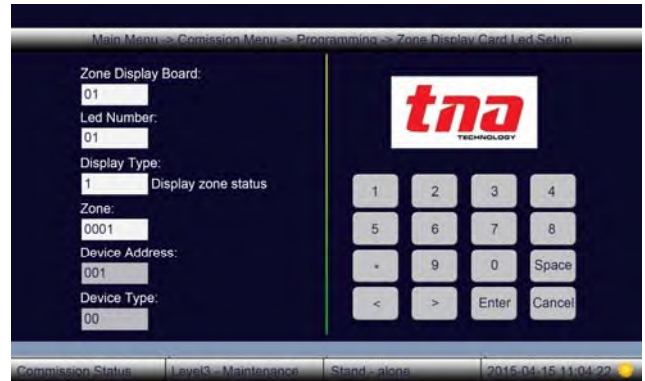 Main Menu -> Comission Menu -> Programming -> Zone Display Card Led Setup
Zone Display Board:
01
Led Number:
01
Display Type:
1 Display zone status
Zone:
0001
Device Address:
001
Device Type:
00
tna
TECHNOLOGY
1 2 3 4
5 6 7 8
* 9 0 Space
< > Enter Cancel
Commission Status Level3 - Maintenance Stand - alone 2015-04-15 11:04:22